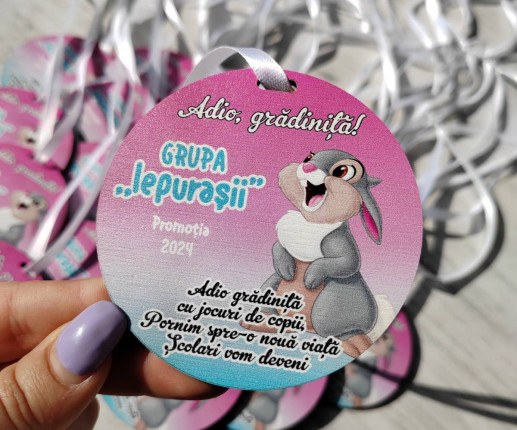 Adio, grădiniță!
GRUPA
„Iepurașii”
Promoția
2024
Adio grădiniță
cu jocuri de copii,
Pornim spre-o nouă viață
Școlari vom deveni